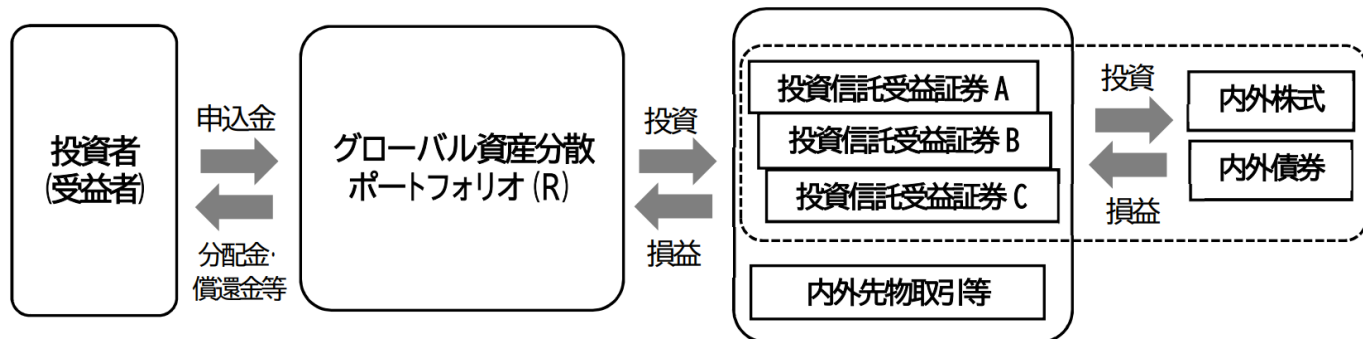 投資者
(受益者)
申込金
分配金・
償還金等
グローバル資産分散
ポートフォリオ(R)
投資
損益
投資信託受益証券A
投資信託受益証券B
投資信託受益証券C
内外先物取引等
投資
損益
内外株式
内外債券